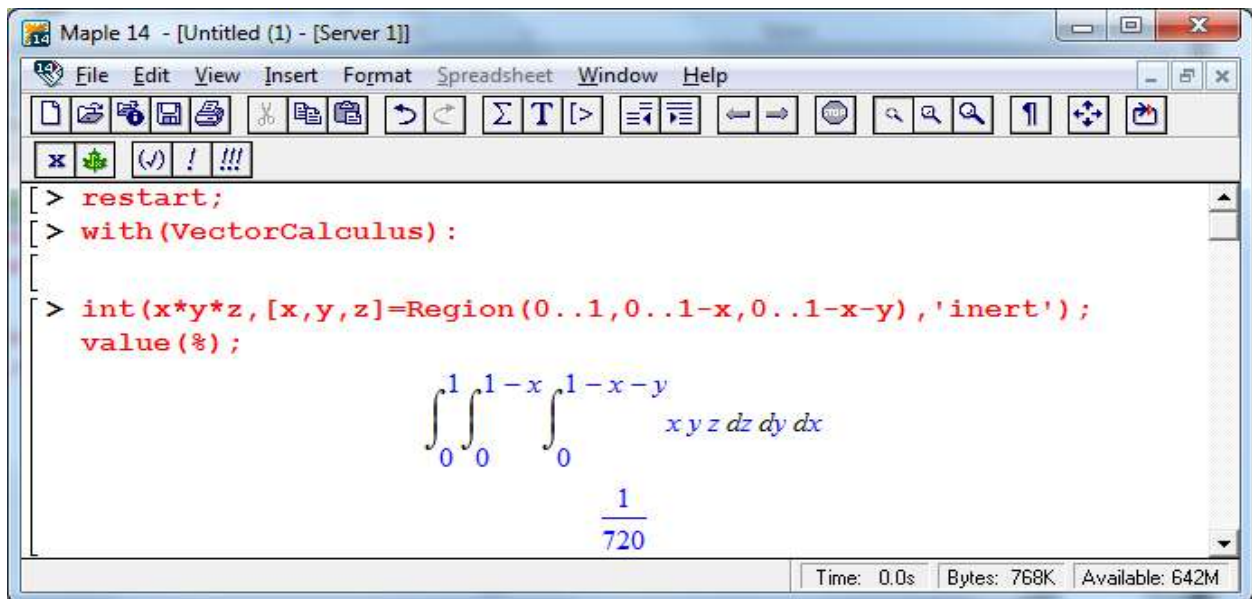 Maple 14 - [Untitled (1) - [Server 1]]
File Edit View Insert Format Spreadsheet Window Help
Σ T [> STOP ¶
x (√) ! !!!
[> restart;
[> with(VectorCalculus):
[
[> int(x*y*z,[x,y,z]=Region(0..1,0..1-x,0..1-x-y),'inert');
value(%);
∫₀¹ ∫₀^{1 − x} ∫₀^{1 − x − y} x y z dz dy dx
1/720
Time: 0.0s Bytes: 768K Available: 642M